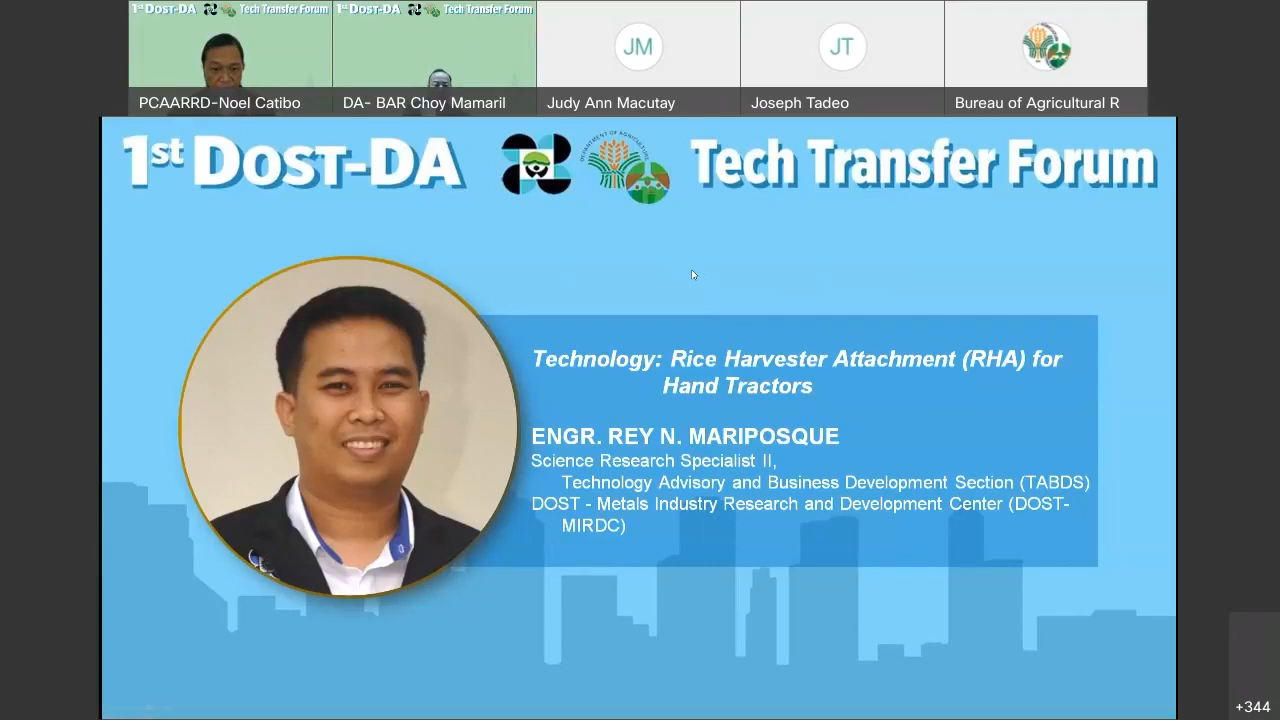 1st DOST-DA Tech Transfer Forum
1st DOST-DA Tech Transfer Forum
JM
JT
PCAARRD-Noel Catibo
DA- BAR Choy Mamaril
Judy Ann Macutay
Joseph Tadeo
Bureau of Agricultural R
1st DOST-DA
DEPARTMENT OF AGRICULTURE
Tech Transfer Forum
Technology: Rice Harvester Attachment (RHA) for
Hand Tractors
ENGR. REY N. MARIPOSQUE
Science Research Specialist II,
Technology Advisory and Business Development Section (TABDS)
DOST - Metals Industry Research and Development Center (DOST-
MIRDC)
+344